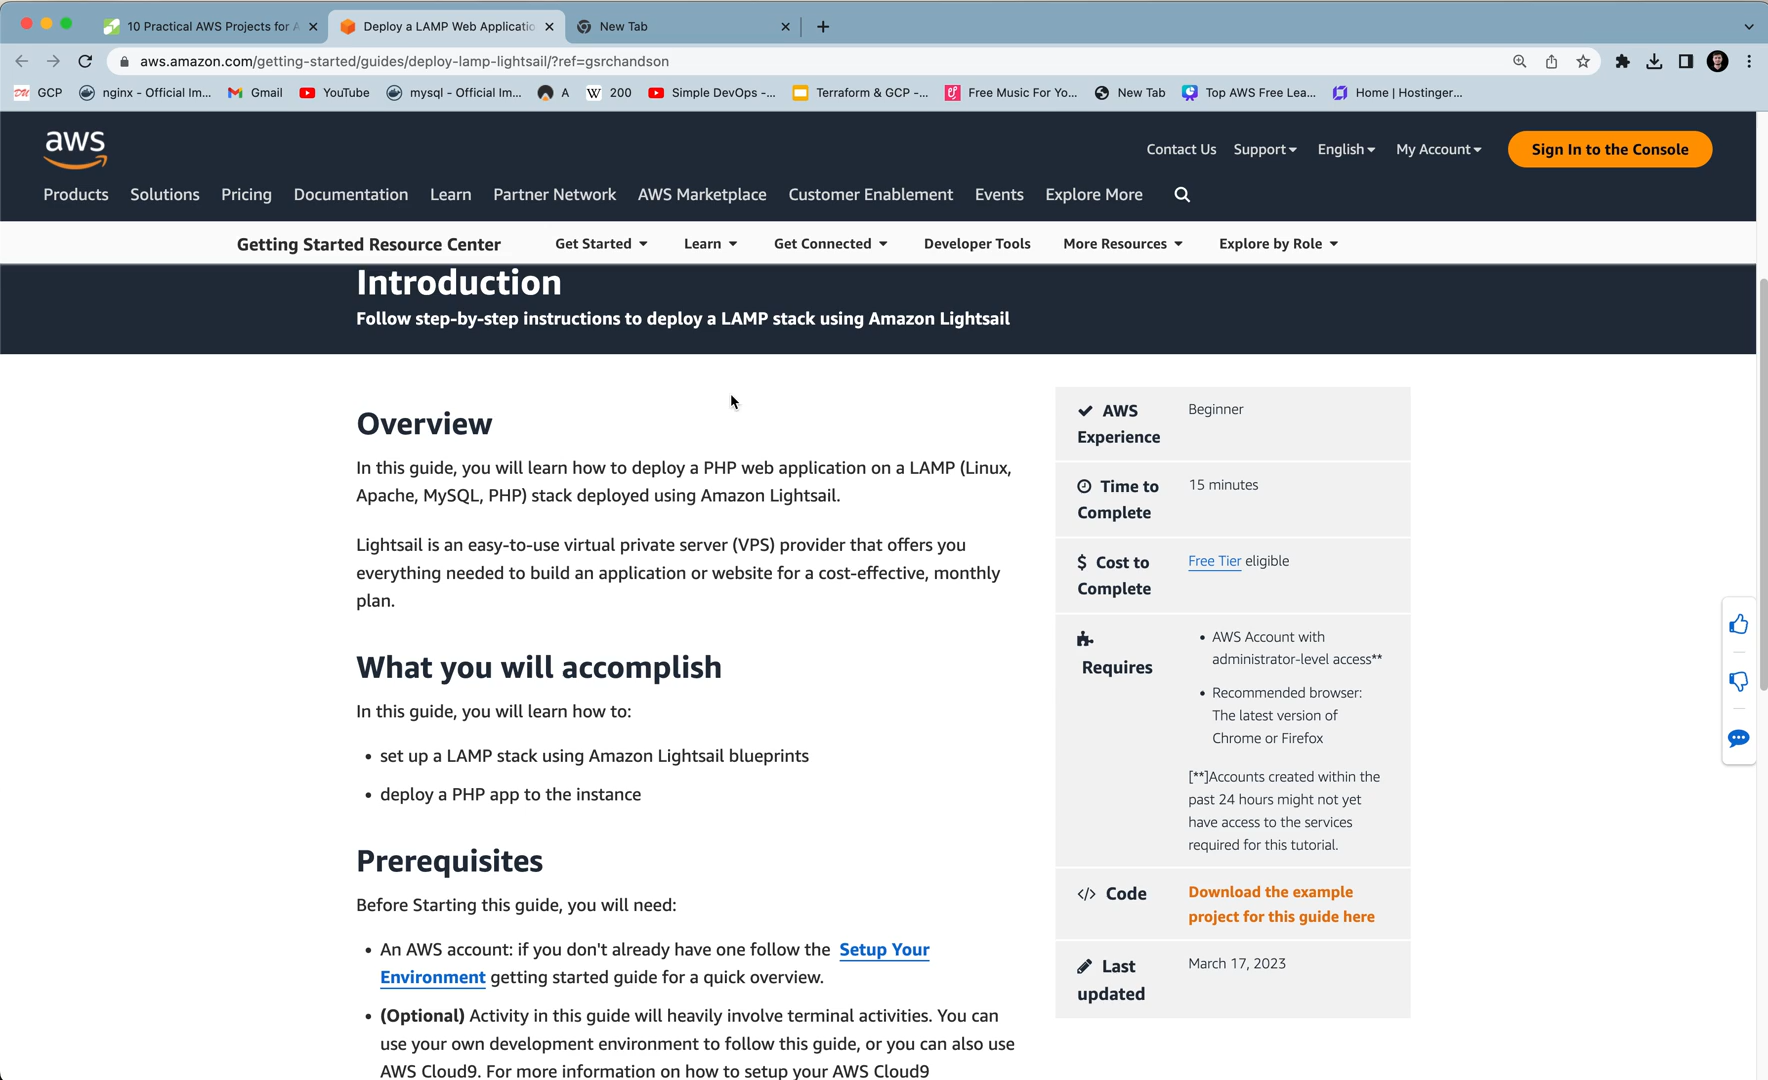 10 Practical AWS Projects for A
Deploy a LAMP Web Applicatio
New Tab
aws.amazon.com/getting-started/guides/deploy-lamp-lightsail/?ref=gsrchandson
GCP
nginx - Official Im...
Gmail
YouTube
mysql - Official Im...
A
W 200
Simple DevOps -...
Terraform & GCP -...
Free Music For Yo...
New Tab
Top AWS Free Lea...
Home | Hostinger...
aws
Contact Us Support English My Account Sign In to the Console
Products Solutions Pricing Documentation Learn Partner Network AWS Marketplace Customer Enablement Events Explore More
Getting Started Resource Center Get Started Learn Get Connected Developer Tools More Resources Explore by Role
Introduction
Follow step-by-step instructions to deploy a LAMP stack using Amazon Lightsail
Overview
In this guide, you will learn how to deploy a PHP web application on a LAMP (Linux,
Apache, MySQL, PHP) stack deployed using Amazon Lightsail.
Lightsail is an easy-to-use virtual private server (VPS) provider that offers you
everything needed to build an application or website for a cost-effective, monthly
plan.
What you will accomplish
In this guide, you will learn how to:
• set up a LAMP stack using Amazon Lightsail blueprints
• deploy a PHP app to the instance
Prerequisites
Before Starting this guide, you will need:
• An AWS account: if you don't already have one follow the Setup Your
Environment getting started guide for a quick overview.
• (Optional) Activity in this guide will heavily involve terminal activities. You can
use your own development environment to follow this guide, or you can also use
AWS Cloud9. For more information on how to setup your AWS Cloud9
AWS
Experience
Beginner
Time to
Complete
15 minutes
$ Cost to
Complete
Free Tier eligible
Requires
• AWS Account with
administrator-level access**
• Recommended browser:
The latest version of
Chrome or Firefox
[**]Accounts created within the
past 24 hours might not yet
have access to the services
required for this tutorial.
</> Code
Download the example
project for this guide here
Last
updated
March 17, 2023